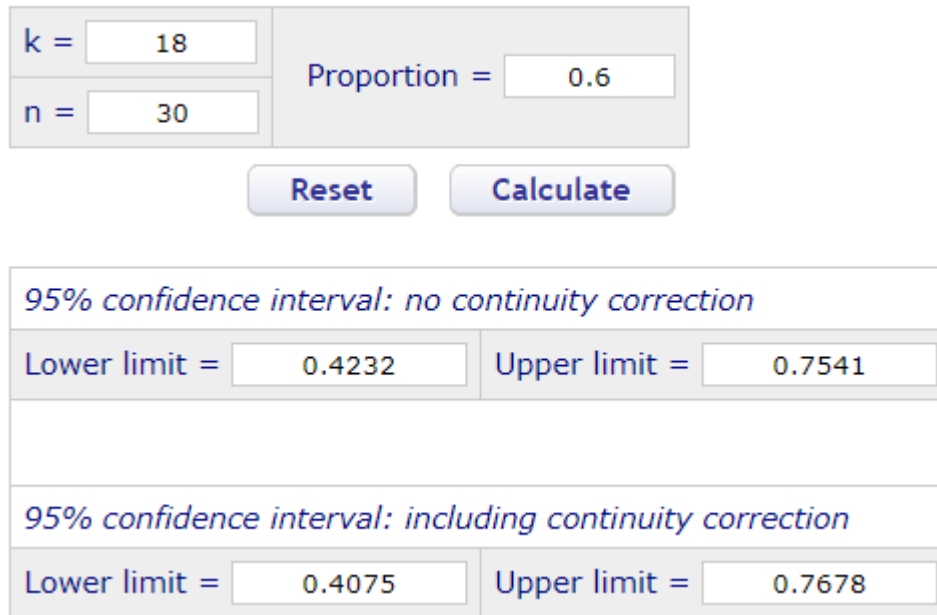 k = 18
Proportion = 0.6
n = 30
Reset Calculate
95% confidence interval: no continuity correction
Lower limit = 0.4232 Upper limit = 0.7541
95% confidence interval: including continuity correction
Lower limit = 0.4075 Upper limit = 0.7678